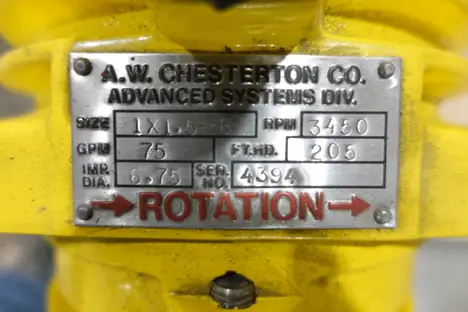 A.W. CHESTERTON CO.
ADVANCED SYSTEMS DIV.
SIZE 1X1.5-8 RPM 3450
GPM 75 FT.HD. 205
IMP. DIA. 6.75 SER. NO. 4394
→ROTATION→